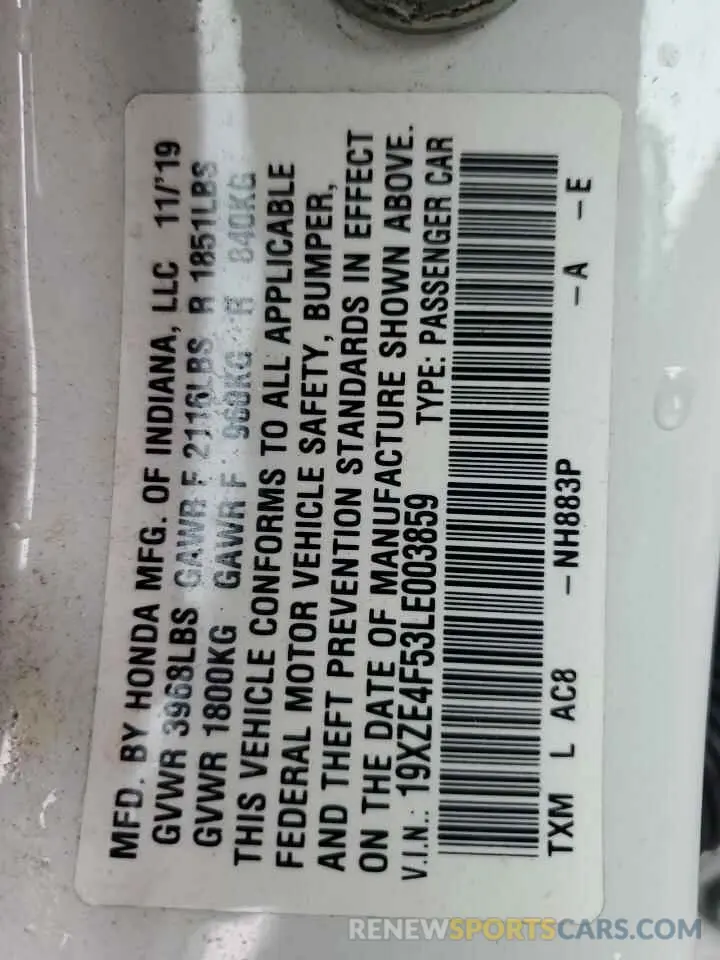 MFD. BY HONDA MFG. OF INDIANA, LLC 11/'19
GVWR 3968LBS GAWR F 2116LBS R 1851LBS
GVWR 1800KG GAWR F 960KG R 840KG
THIS VEHICLE CONFORMS TO ALL APPLICABLE
FEDERAL MOTOR VEHICLE SAFETY, BUMPER,
AND THEFT PREVENTION STANDARDS IN EFFECT
ON THE DATE OF MANUFACTURE SHOWN ABOVE.
V.I.N.: 19XZE4F53LE003859 TYPE: PASSENGER CAR
TXM L AC8 -NH883P -A -E
RENEWSPORTSCARS.COM